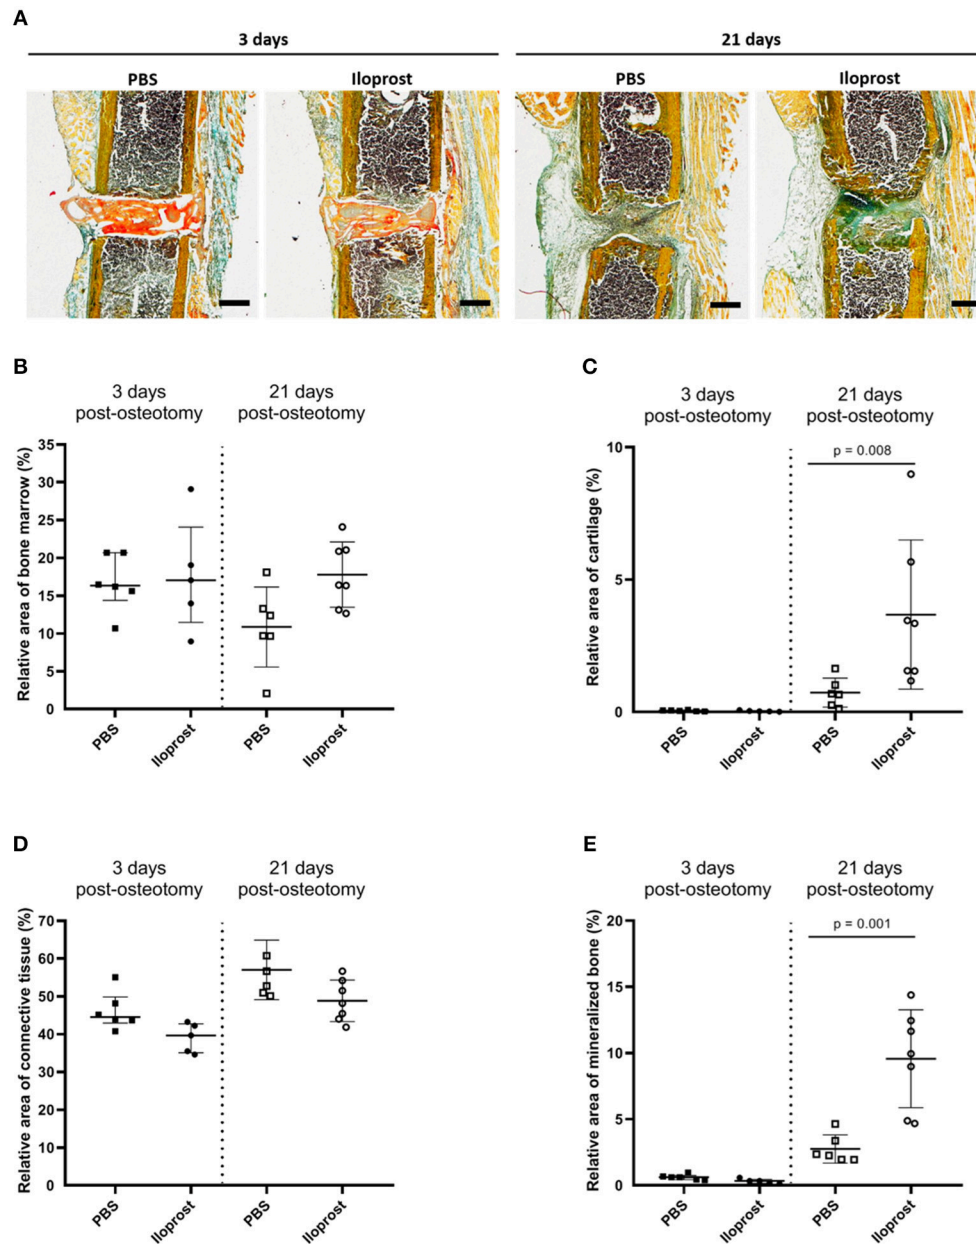 A
3 days
21 days
PBS
Iloprost
PBS
Iloprost
B
3 days
post-osteotomy
21 days
post-osteotomy
Relative area of bone marrow (%)
35
30
25
20
15
10
5
0
PBS
Iloprost
PBS
Iloprost
C
3 days
post-osteotomy
21 days
post-osteotomy
p = 0.008
Relative area of cartilage (%)
10
5
0
PBS
Iloprost
PBS
Iloprost
D
3 days
post-osteotomy
21 days
post-osteotomy
Relative area of connective tissue (%)
70
60
50
40
30
20
10
0
PBS
Iloprost
PBS
Iloprost
E
3 days
post-osteotomy
21 days
post-osteotomy
p = 0.001
Relative area of mineralized bone (%)
20
15
10
5
0
PBS
Iloprost
PBS
Iloprost